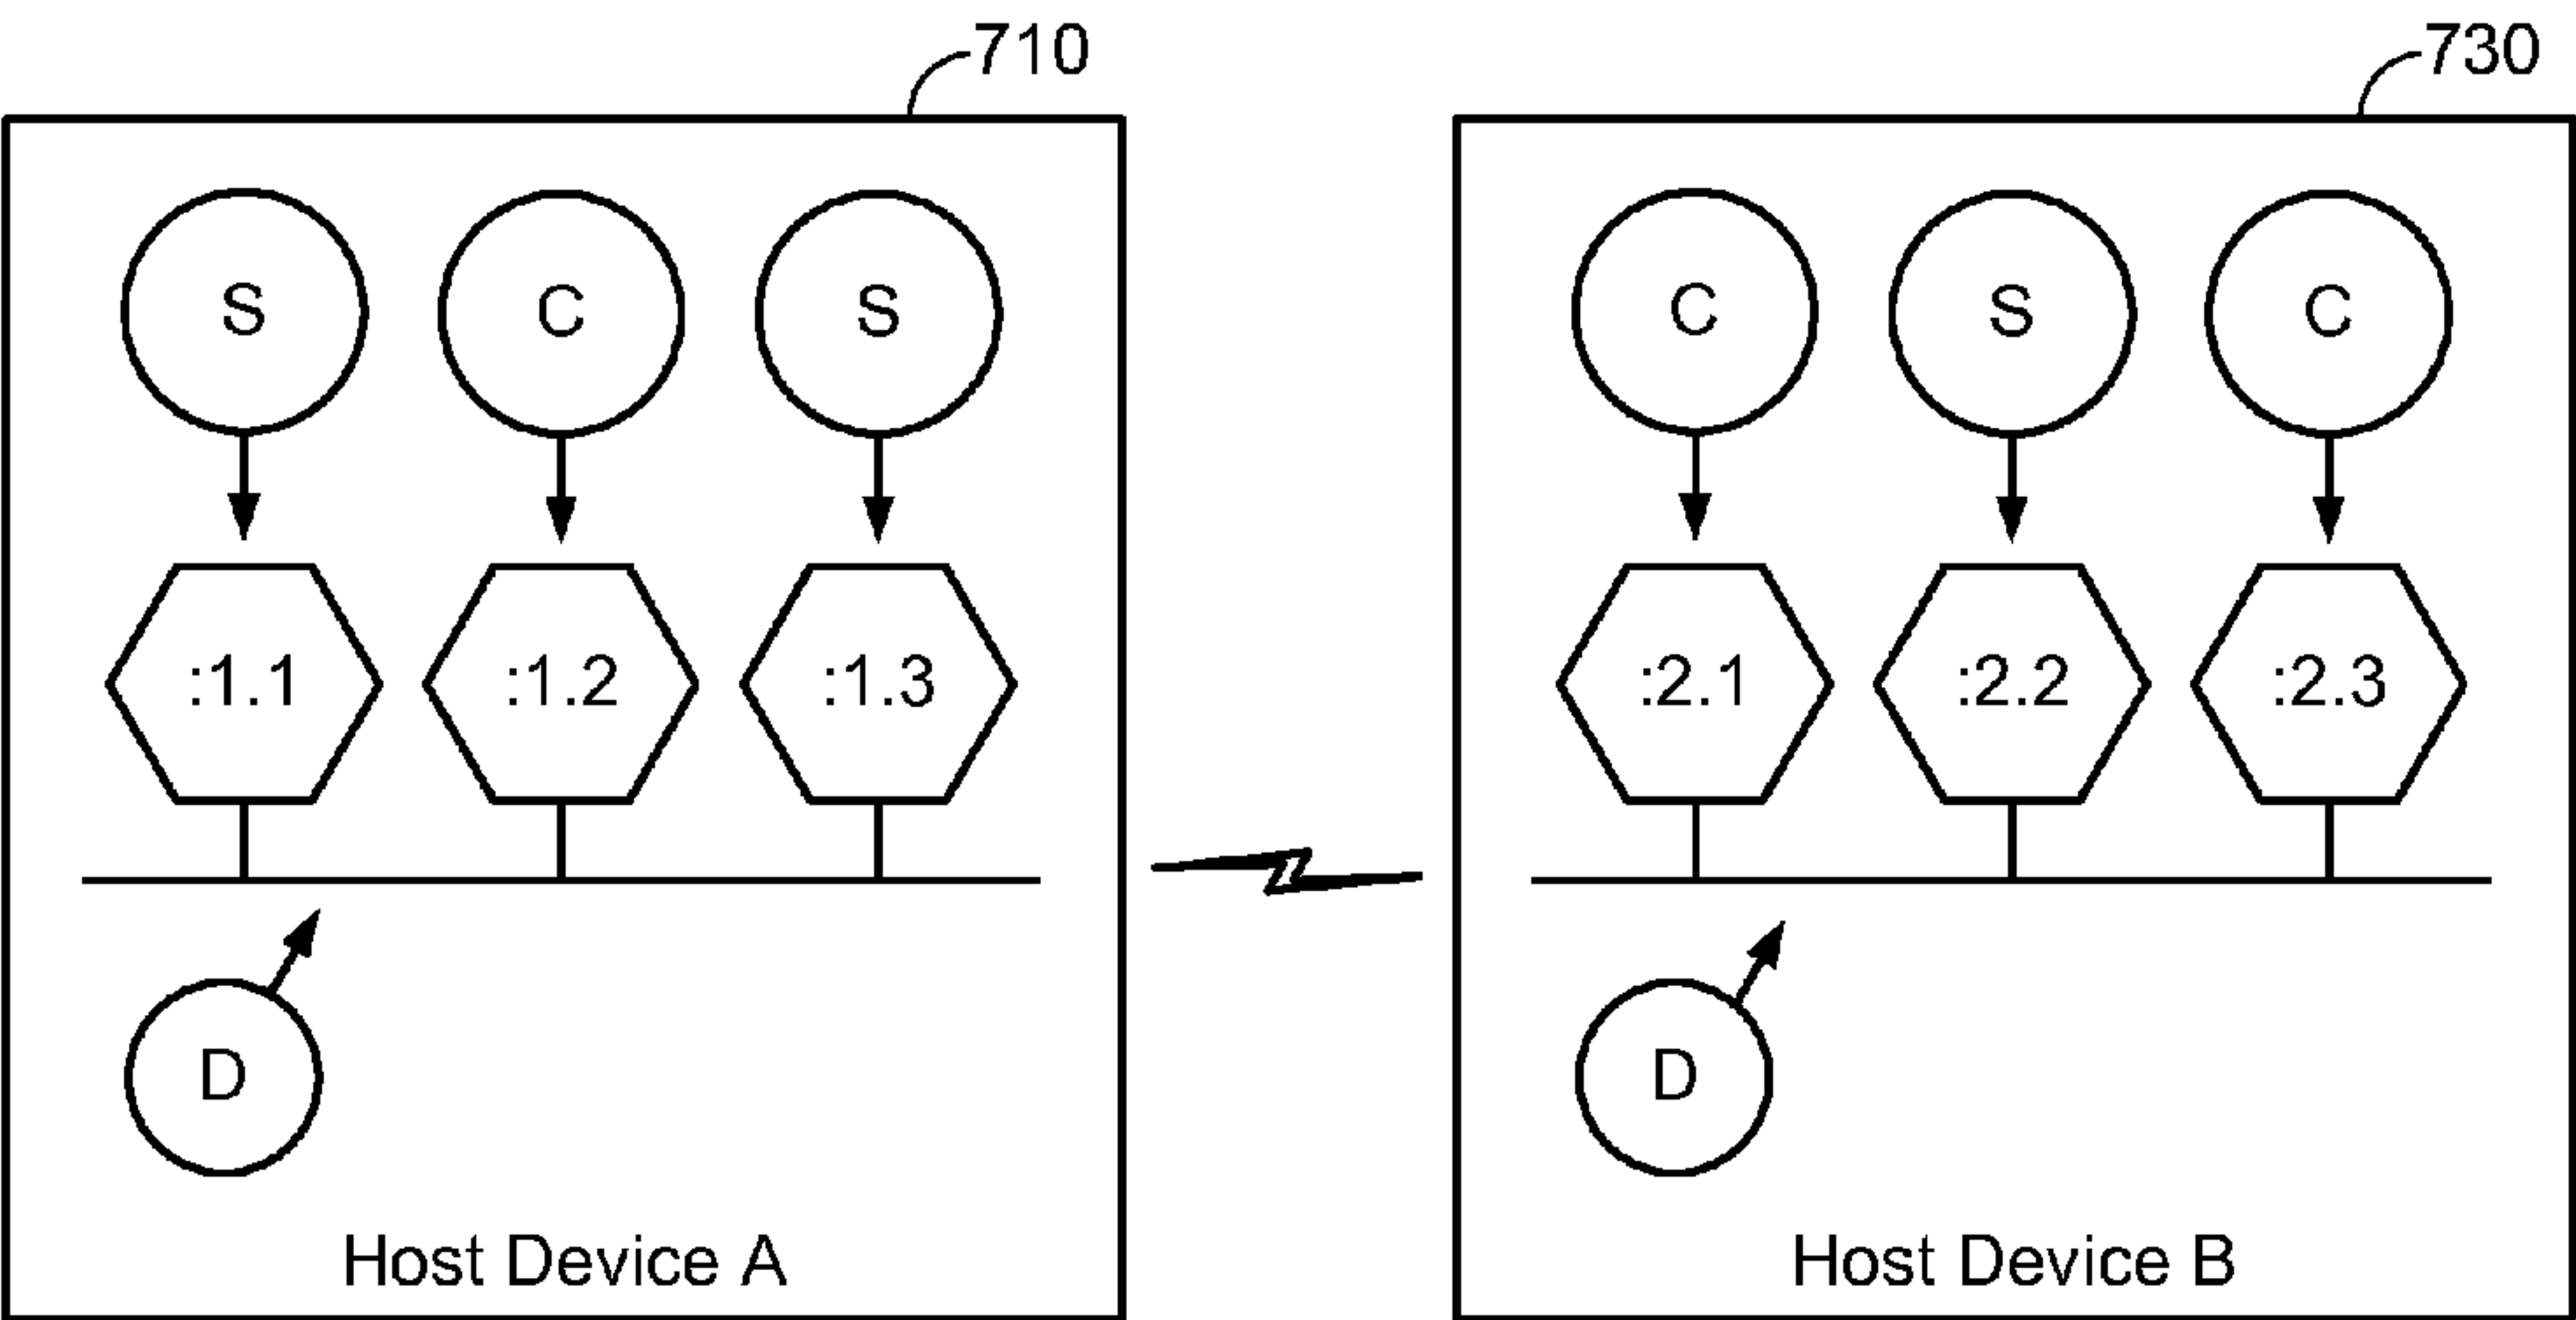 710
730
S C S
C S C
:1.1 :1.2 :1.3
:2.1 :2.2 :2.3
D
D
Host Device A
Host Device B